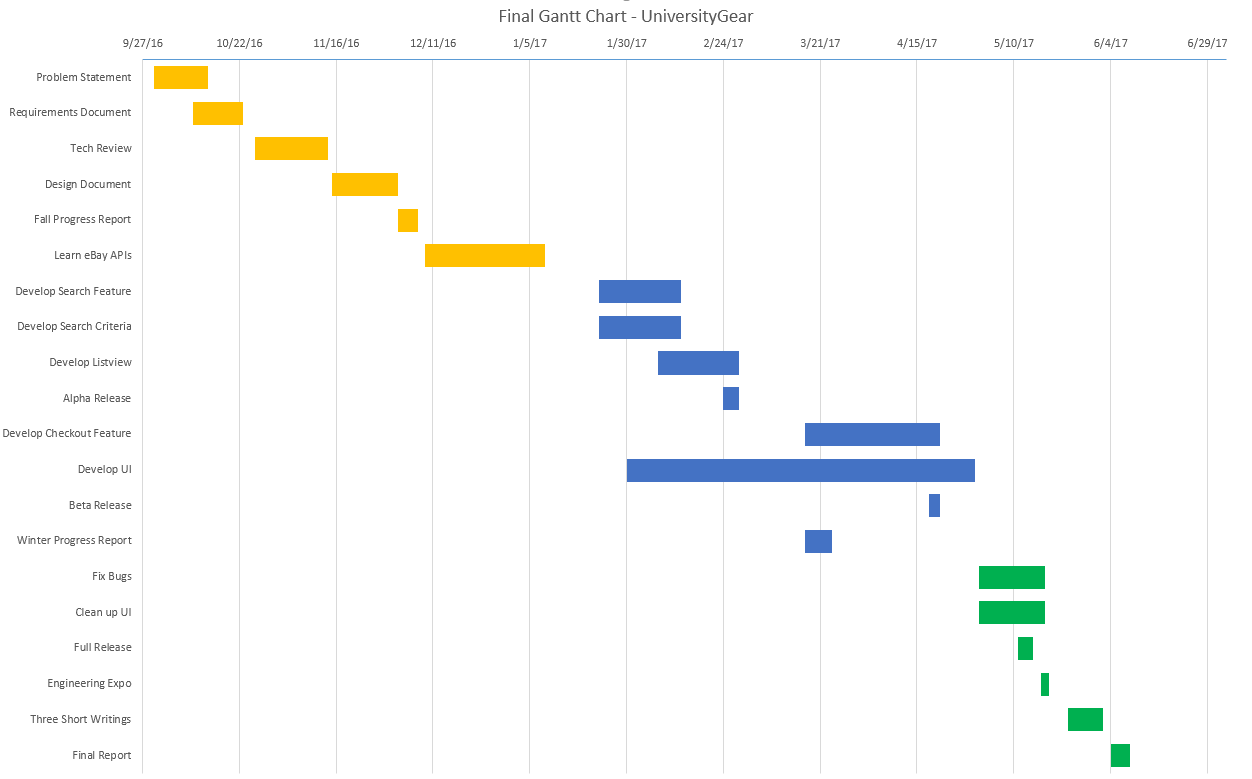 Final Gantt Chart - UniversityGear
9/27/16 10/22/16 11/16/16 12/11/16 1/5/17 1/30/17 2/24/17 3/21/17 4/15/17 5/10/17 6/4/17 6/29/17
Problem Statement
Requirements Document
Tech Review
Design Document
Fall Progress Report
Learn eBay APIs
Develop Search Feature
Develop Search Criteria
Develop Listview
Alpha Release
Develop Checkout Feature
Develop UI
Beta Release
Winter Progress Report
Fix Bugs
Clean up UI
Full Release
Engineering Expo
Three Short Writings
Final Report